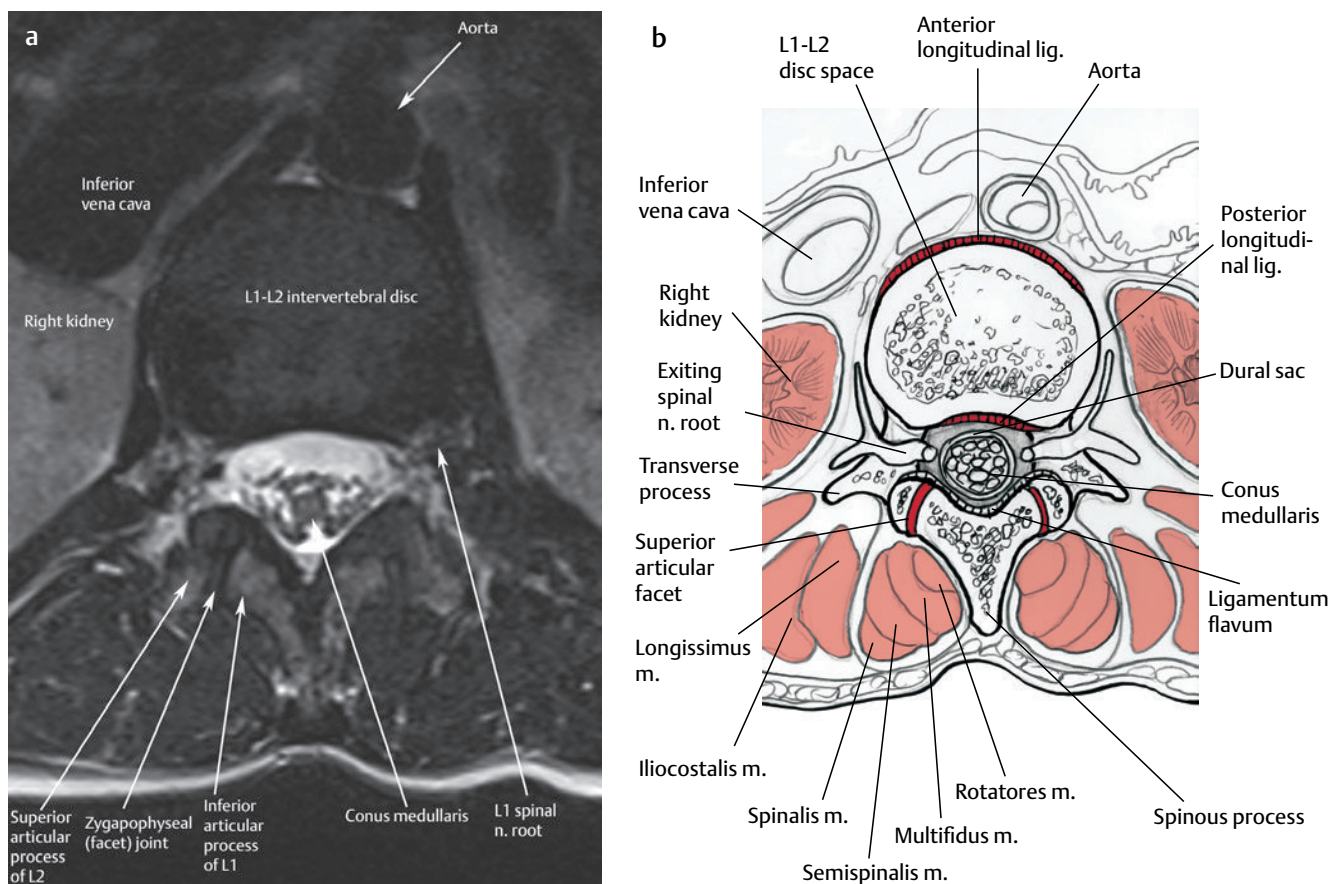 a
Aorta
Inferior
vena cava
L1-L2 intervertebral disc
Right kidney
Superior
articular
process
of L2
Zygapophyseal
(facet) joint
Inferior
articular
process
of L1
Conus medullaris
L1 spinal
n. root
b
L1-L2
disc space
Anterior
longitudinal lig.
Aorta
Inferior
vena cava
Posterior
longitudi-
nal lig.
Right
kidney
Exiting
spinal
n. root
Dural sac
Transverse
process
Conus
medullaris
Superior
articular
facet
Ligamentum
flavum
Longissimus
m.
Iliocostalis m.
Spinalis m.
Semispinalis m.
Multifidus m.
Rotatores m.
Spinous process